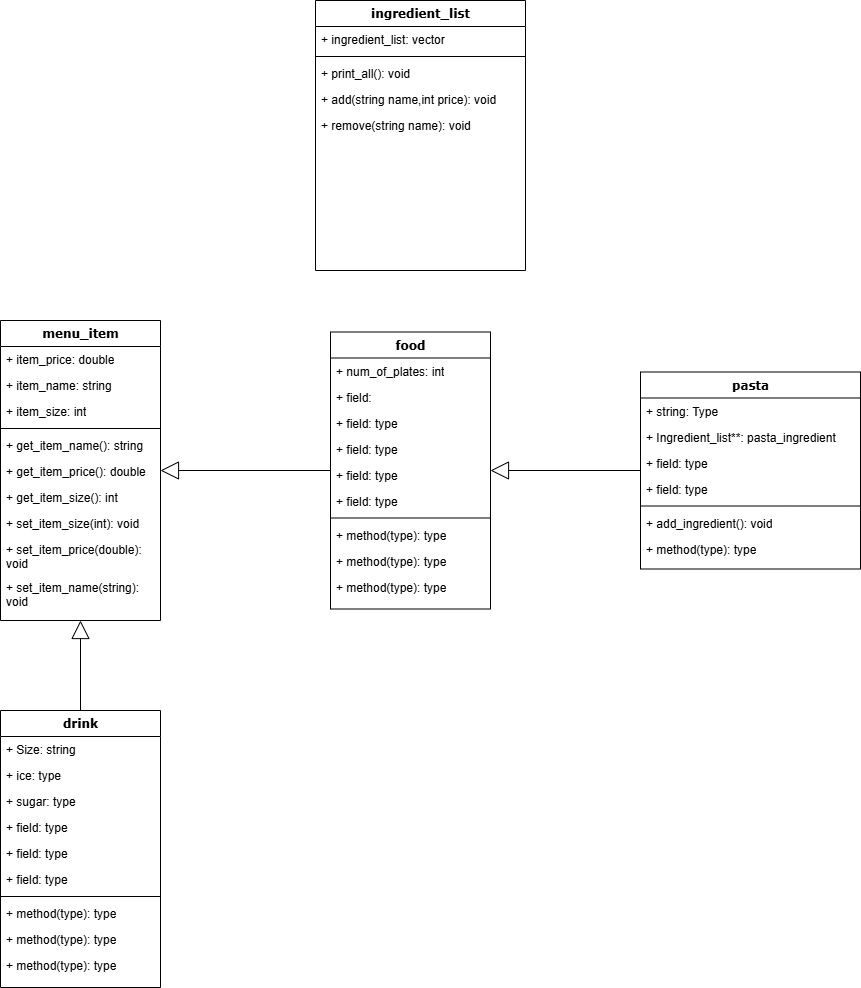 ingredient_list
+ ingredient_list: vector
+ print_all(): void
+ add(string name,int price): void
+ remove(string name): void
menu_item
+ item_price: double
+ item_name: string
+ item_size: int
+ get_item_name(): string
+ get_item_price(): double
+ get_item_size(): int
+ set_item_size(int): void
+ set_item_price(double):
void
+ set_item_name(string):
void
food
+ num_of_plates: int
+ field:
+ field: type
+ field: type
+ field: type
+ field: type
+ method(type): type
+ method(type): type
+ method(type): type
pasta
+ string: Type
+ Ingredient_list**: pasta_ingredient
+ field: type
+ field: type
+ add_ingredient(): void
+ method(type): type
drink
+ Size: string
+ ice: type
+ sugar: type
+ field: type
+ field: type
+ field: type
+ method(type): type
+ method(type): type
+ method(type): type